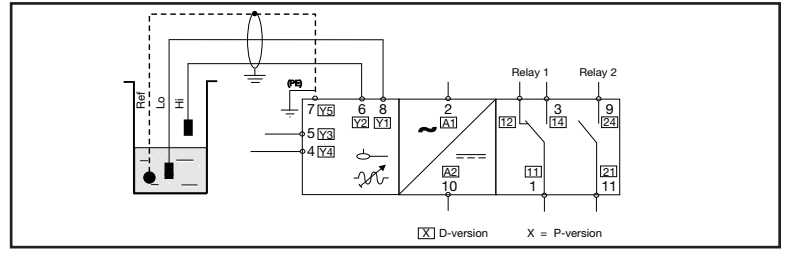 Relay 1 Relay 2
(PE)
Ref
Lo
Hi
7 Y5 6 8 2 3 9
Y2 Y1 A1 12 14 24
5 Y3
~
4 Y4
A2 11 21
10 1 11
X D-version X = P-version